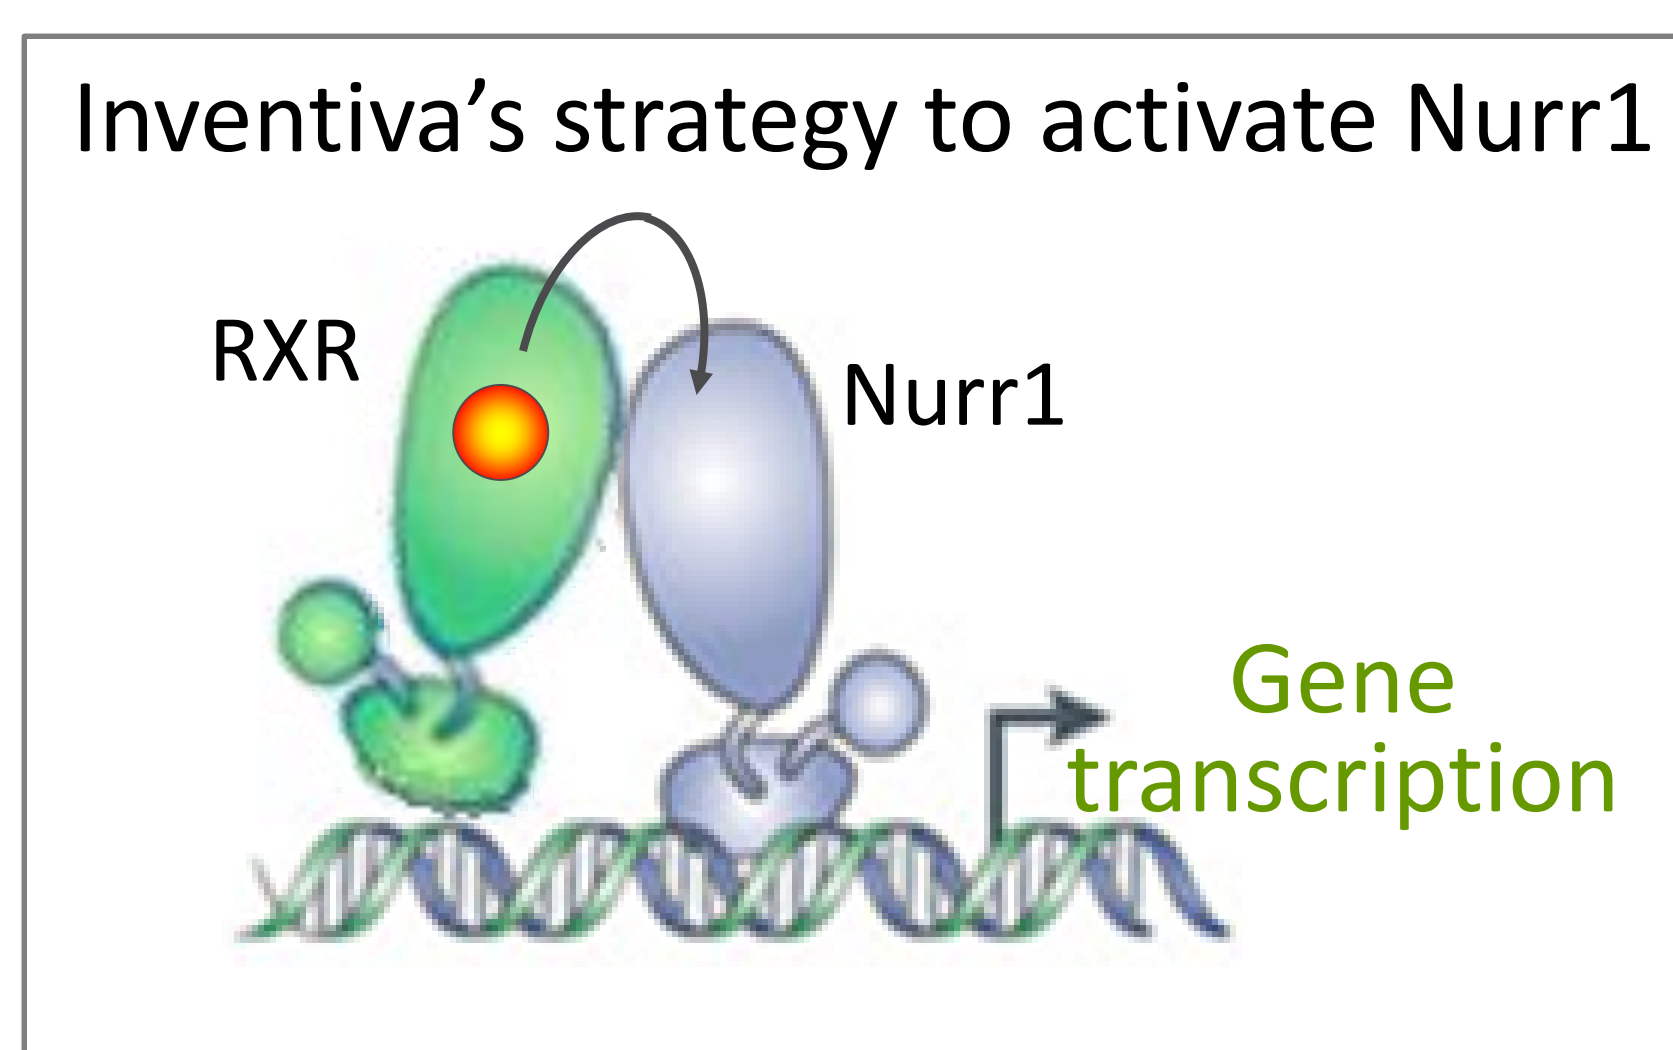 Inventiva’s strategy to activate Nurr1
RXR
Nurr1
Gene
transcription